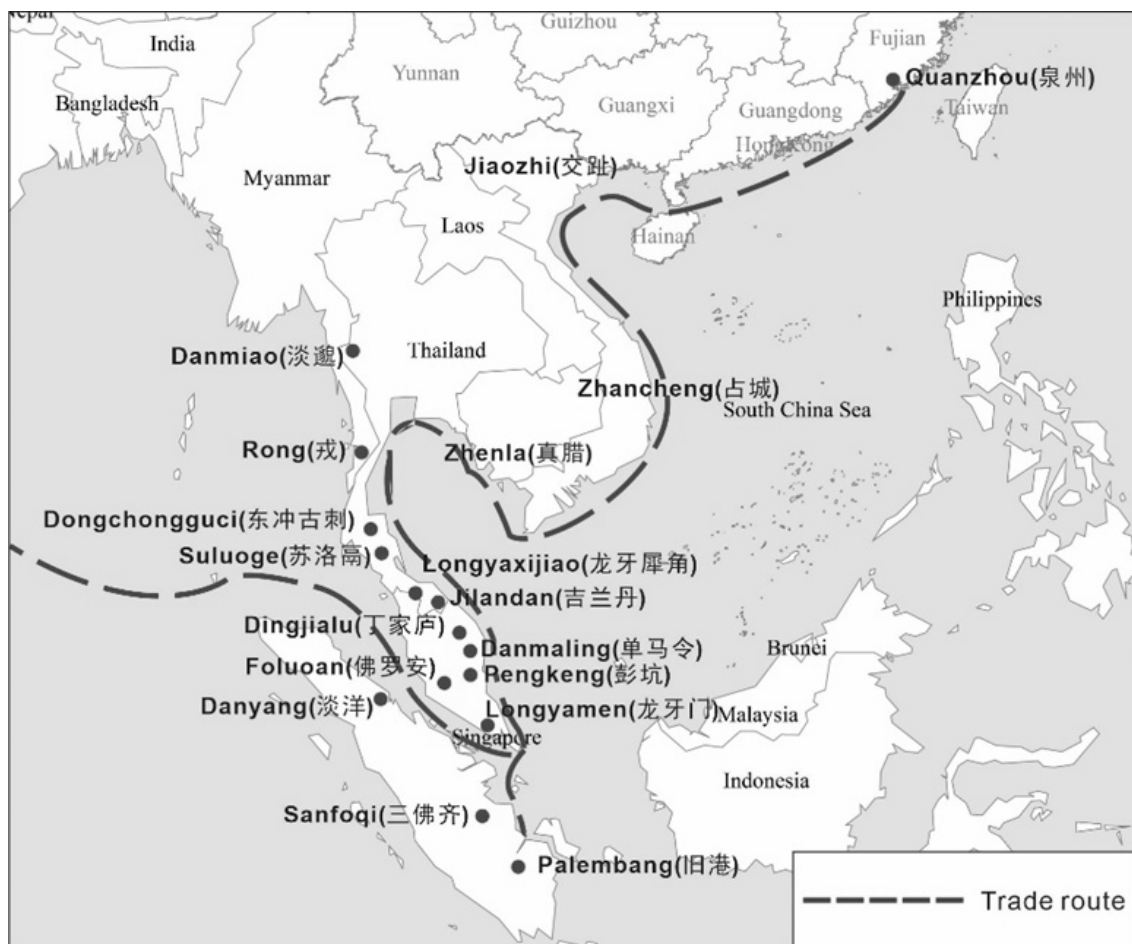 Nepal
India
Guizhou
Fujian
Yunnan
Quanzhou(泉州)
Bangladesh
Guangxi
Guangdong
Taiwan
HongKong
Jiaozhi(交趾)
Myanmar
Laos
Hainan
Philippines
Danmiao(淡邈)
Thailand
Zhancheng(占城)
South China Sea
Rong(戎)
Zhenla(真腊)
Dongchongguci(东冲古刺)
Suluoge(苏洛鬲)
Longyaxijiao(龙牙犀角)
Jilandan(吉兰丹)
Dingjialu(丁家庐)
Danmaling(单马令)
Brunei
Foluoan(佛罗安)
Pengkeng(彭坑)
Danyang(淡洋)
Longyamen(龙牙门)
Malaysia
Singapore
Indonesia
Sanfoqi(三佛齐)
Palembang(旧港)
Trade route